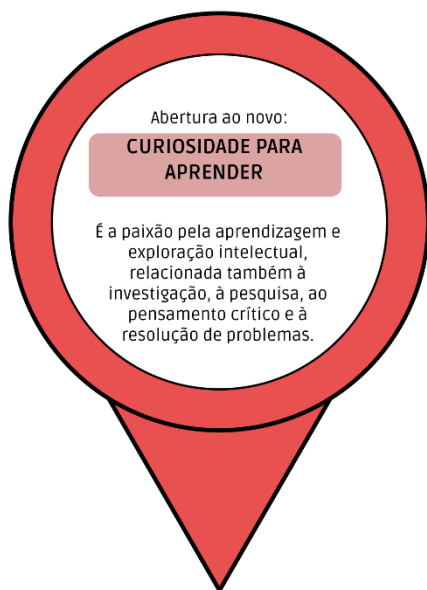 Abertura ao novo:
CURIOSIDADE PARA
APRENDER
É a paixão pela aprendizagem e
exploração intelectual,
relacionada também à
investigação, à pesquisa, ao
pensamento crítico e à
resolução de problemas.